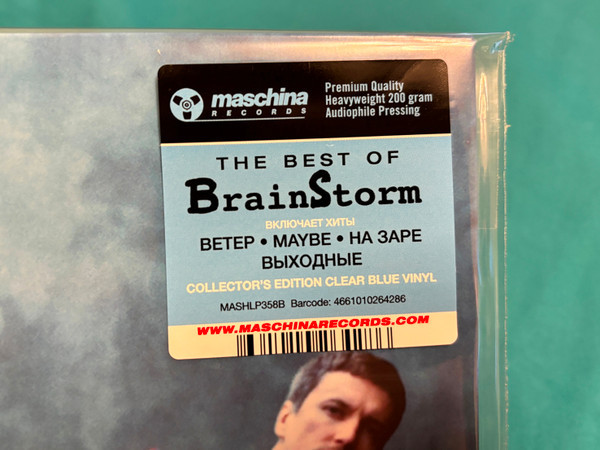 maschina
RECORDS
Premium Quality
Heavyweight 200 gram
Audiophile Pressing
THE BEST OF
BrainStorm
ВКЛЮЧАЕТ ХИТЫ
ВЕТЕР • MAYBE • НА ЗАРЕ
ВЫХОДНЫЕ
COLLECTOR'S EDITION CLEAR BLUE VINYL
MASHLP358B Barcode: 4661010264286
WWW.MASCHINARECORDS.COM